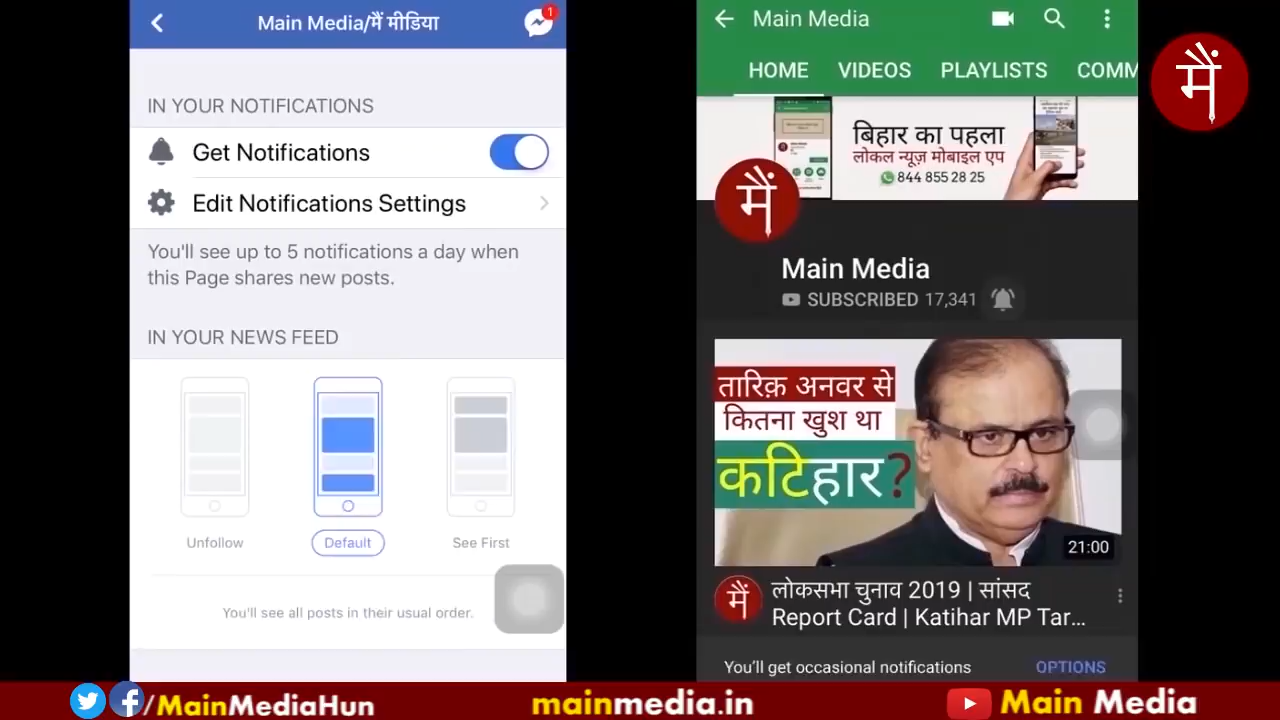 Main Media/मैं मीडिया
1
IN YOUR NOTIFICATIONS
Get Notifications
Edit Notifications Settings
You'll see up to 5 notifications a day when
this Page shares new posts.
IN YOUR NEWS FEED
Unfollow
Default
See First
You'll see all posts in their usual order.
Main Media
HOME
VIDEOS
PLAYLISTS
COMM
मैं
बिहार का पहला
लोकल न्यूज़ मोबाइल एप
844 855 28 25
मैं
Main Media
SUBSCRIBED 17,341
तारिक़ अनवर से
कितना खुश था
कटिहार?
21:00
मैं
लोकसभा चुनाव 2019 | सांसद
Report Card | Katihar MP Tar...
You'll get occasional notifications
OPTIONS
/MainMediaHun
mainmedia.in
Main Media